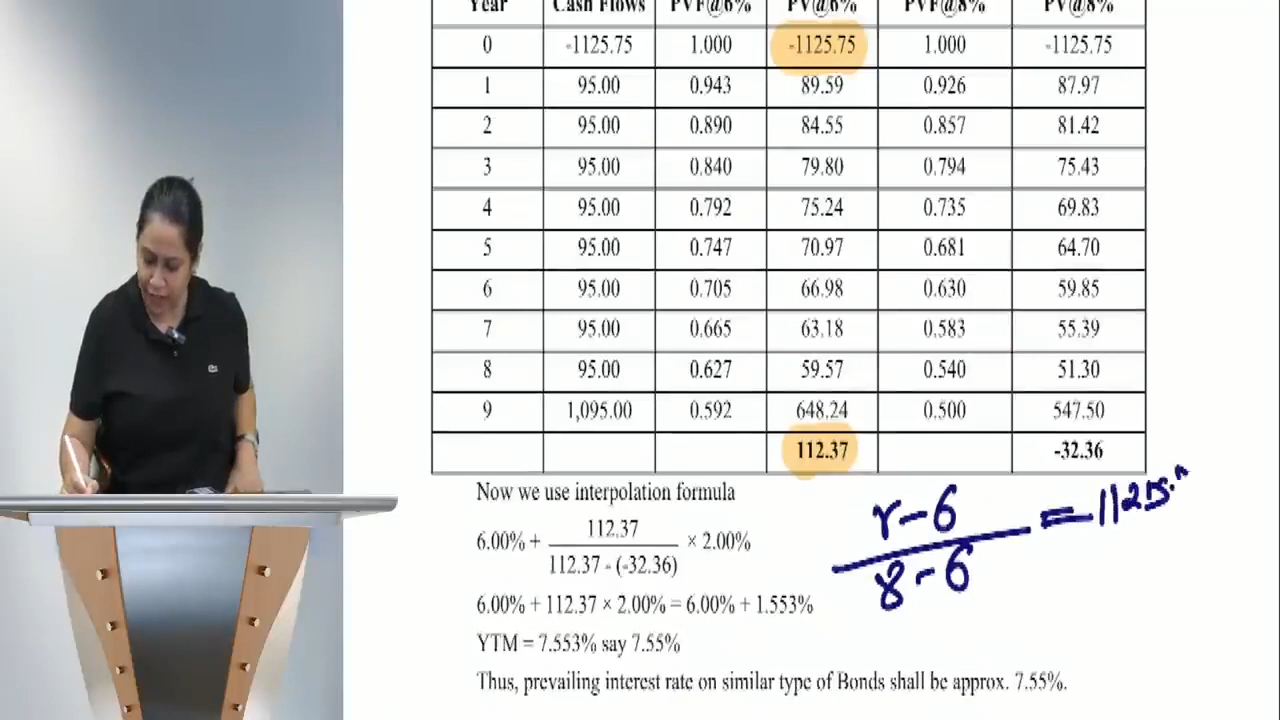 Year Cash Flows PVF@6% PV@6% PVF@8% PV@8%
0 -1125.75 1.000 -1125.75 1.000 -1125.75
1 95.00 0.943 89.59 0.926 87.97
2 95.00 0.890 84.55 0.857 81.42
3 95.00 0.840 79.80 0.794 75.43
4 95.00 0.792 75.24 0.735 69.83
5 95.00 0.747 70.97 0.681 64.70
6 95.00 0.705 66.98 0.630 59.85
7 95.00 0.665 63.18 0.583 55.39
8 95.00 0.627 59.57 0.540 51.30
9 1,095.00 0.592 648.24 0.500 547.50
112.37 -32.36
Now we use interpolation formula
6.00% + 112.37 / 112.37 - (-32.36) × 2.00%
6.00% + 112.37 × 2.00% = 6.00% + 1.553%
YTM = 7.553% say 7.55%
Thus, prevailing interest rate on similar type of Bonds shall be approx. 7.55%.
r-6 / 8-6 = 1125.